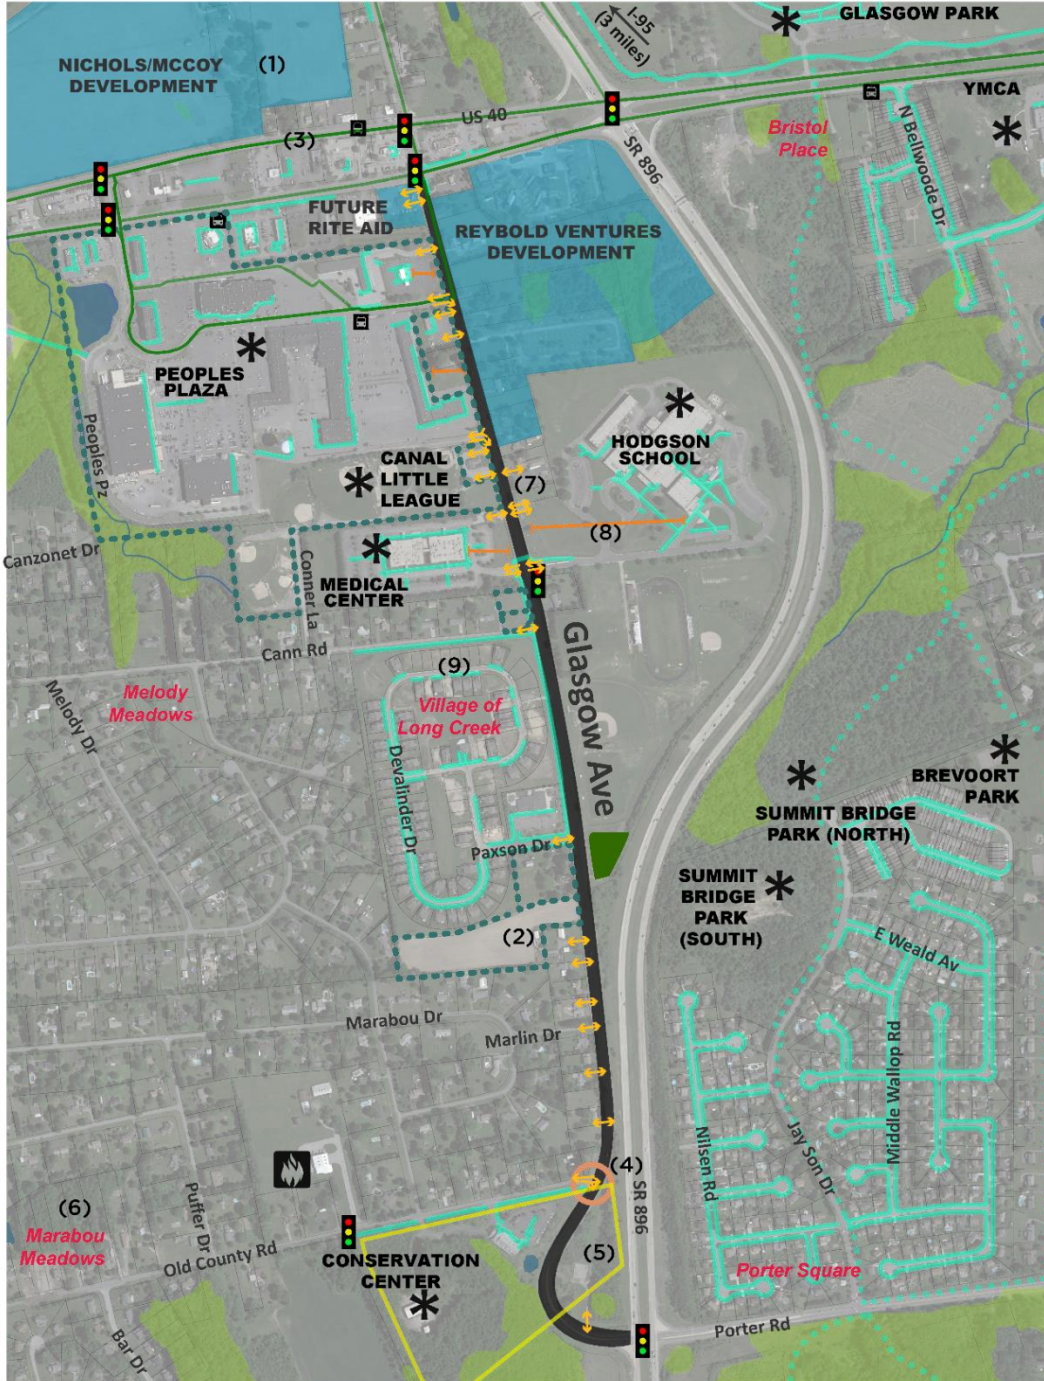 GLASGOW PARK
I-95
(3 miles)
NICHOLS/MCCOY
DEVELOPMENT
(1)
YMCA
US 40
(3)
SR 896
Bristol
Place
N Bellwoode Dr
FUTURE
RITE AID
REYBOLD VENTURES
DEVELOPMENT
PEOPLES
PLAZA
Peoples Pz
HODGSON
SCHOOL
CANAL
LITTLE
LEAGUE
(7)
(8)
Canzonet Dr
Conner La
MEDICAL
CENTER
Cann Rd
(9)
Glasgow Ave
Melody Dr
Melody
Meadows
Village of
Long Creek
Devalinder Dr
BREVOORT
PARK
SUMMIT BRIDGE
PARK (NORTH)
Paxson Dr
SUMMIT
BRIDGE
PARK
(SOUTH)
(2)
E Weald Av
Marabou Dr
Marlin Dr
Middle Wallop Rd
Nilsen Rd
Jay Son Dr
(4)
SR 896
Puffer Dr
(6)
Marabou
Meadows
Old County Rd
CONSERVATION
CENTER
(5)
Porter Square
Porter Rd
Bar Dr